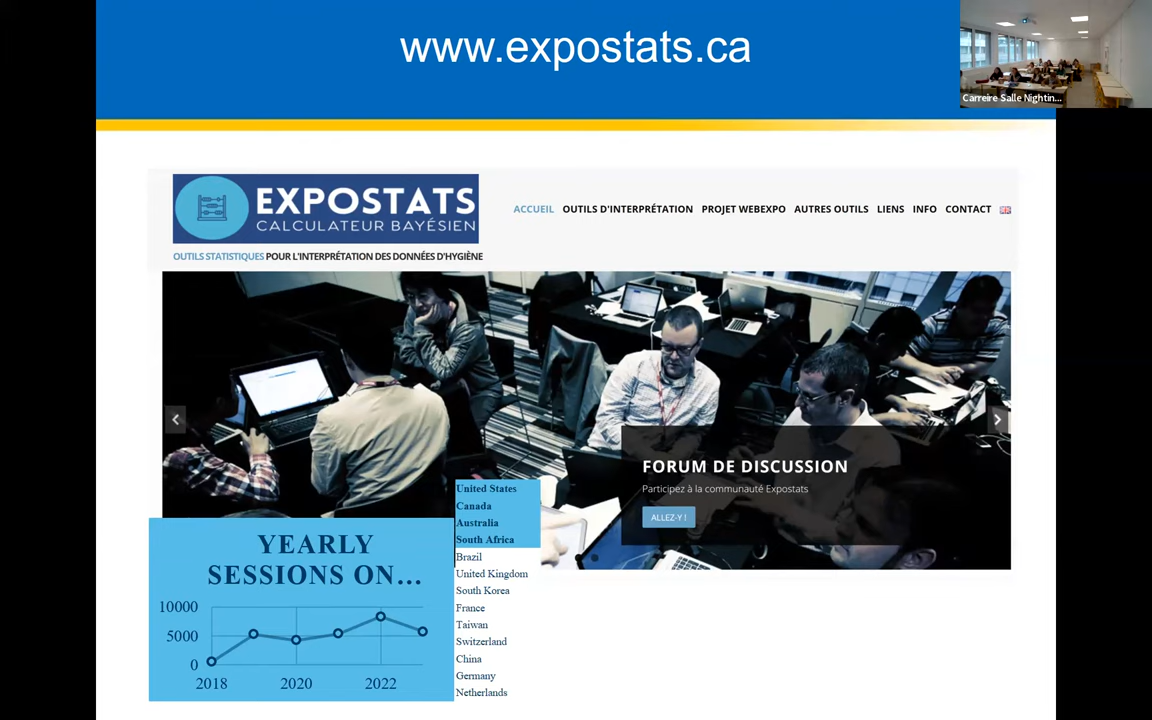 www.expostats.ca
Carreire Salle Nightin...
EXPOSTATS
CALCULATEUR BAYÉSIEN
ACCUEIL OUTILS D'INTERPRÉTATION PROJET WEBEXPO AUTRES OUTILS LIENS INFO CONTACT
OUTILS STATISTIQUES POUR L'INTERPRÉTATION DES DONNÉES D'HYGIÈNE
FORUM DE DISCUSSION
Participez à la communauté Expostats
ALLEZ-Y !
United States
Canada
Australia
South Africa
Brazil
United Kingdom
South Korea
France
Taiwan
Switzerland
China
Germany
Netherlands
YEARLY
SESSIONS ON...
10000
5000
0
2018 2020 2022